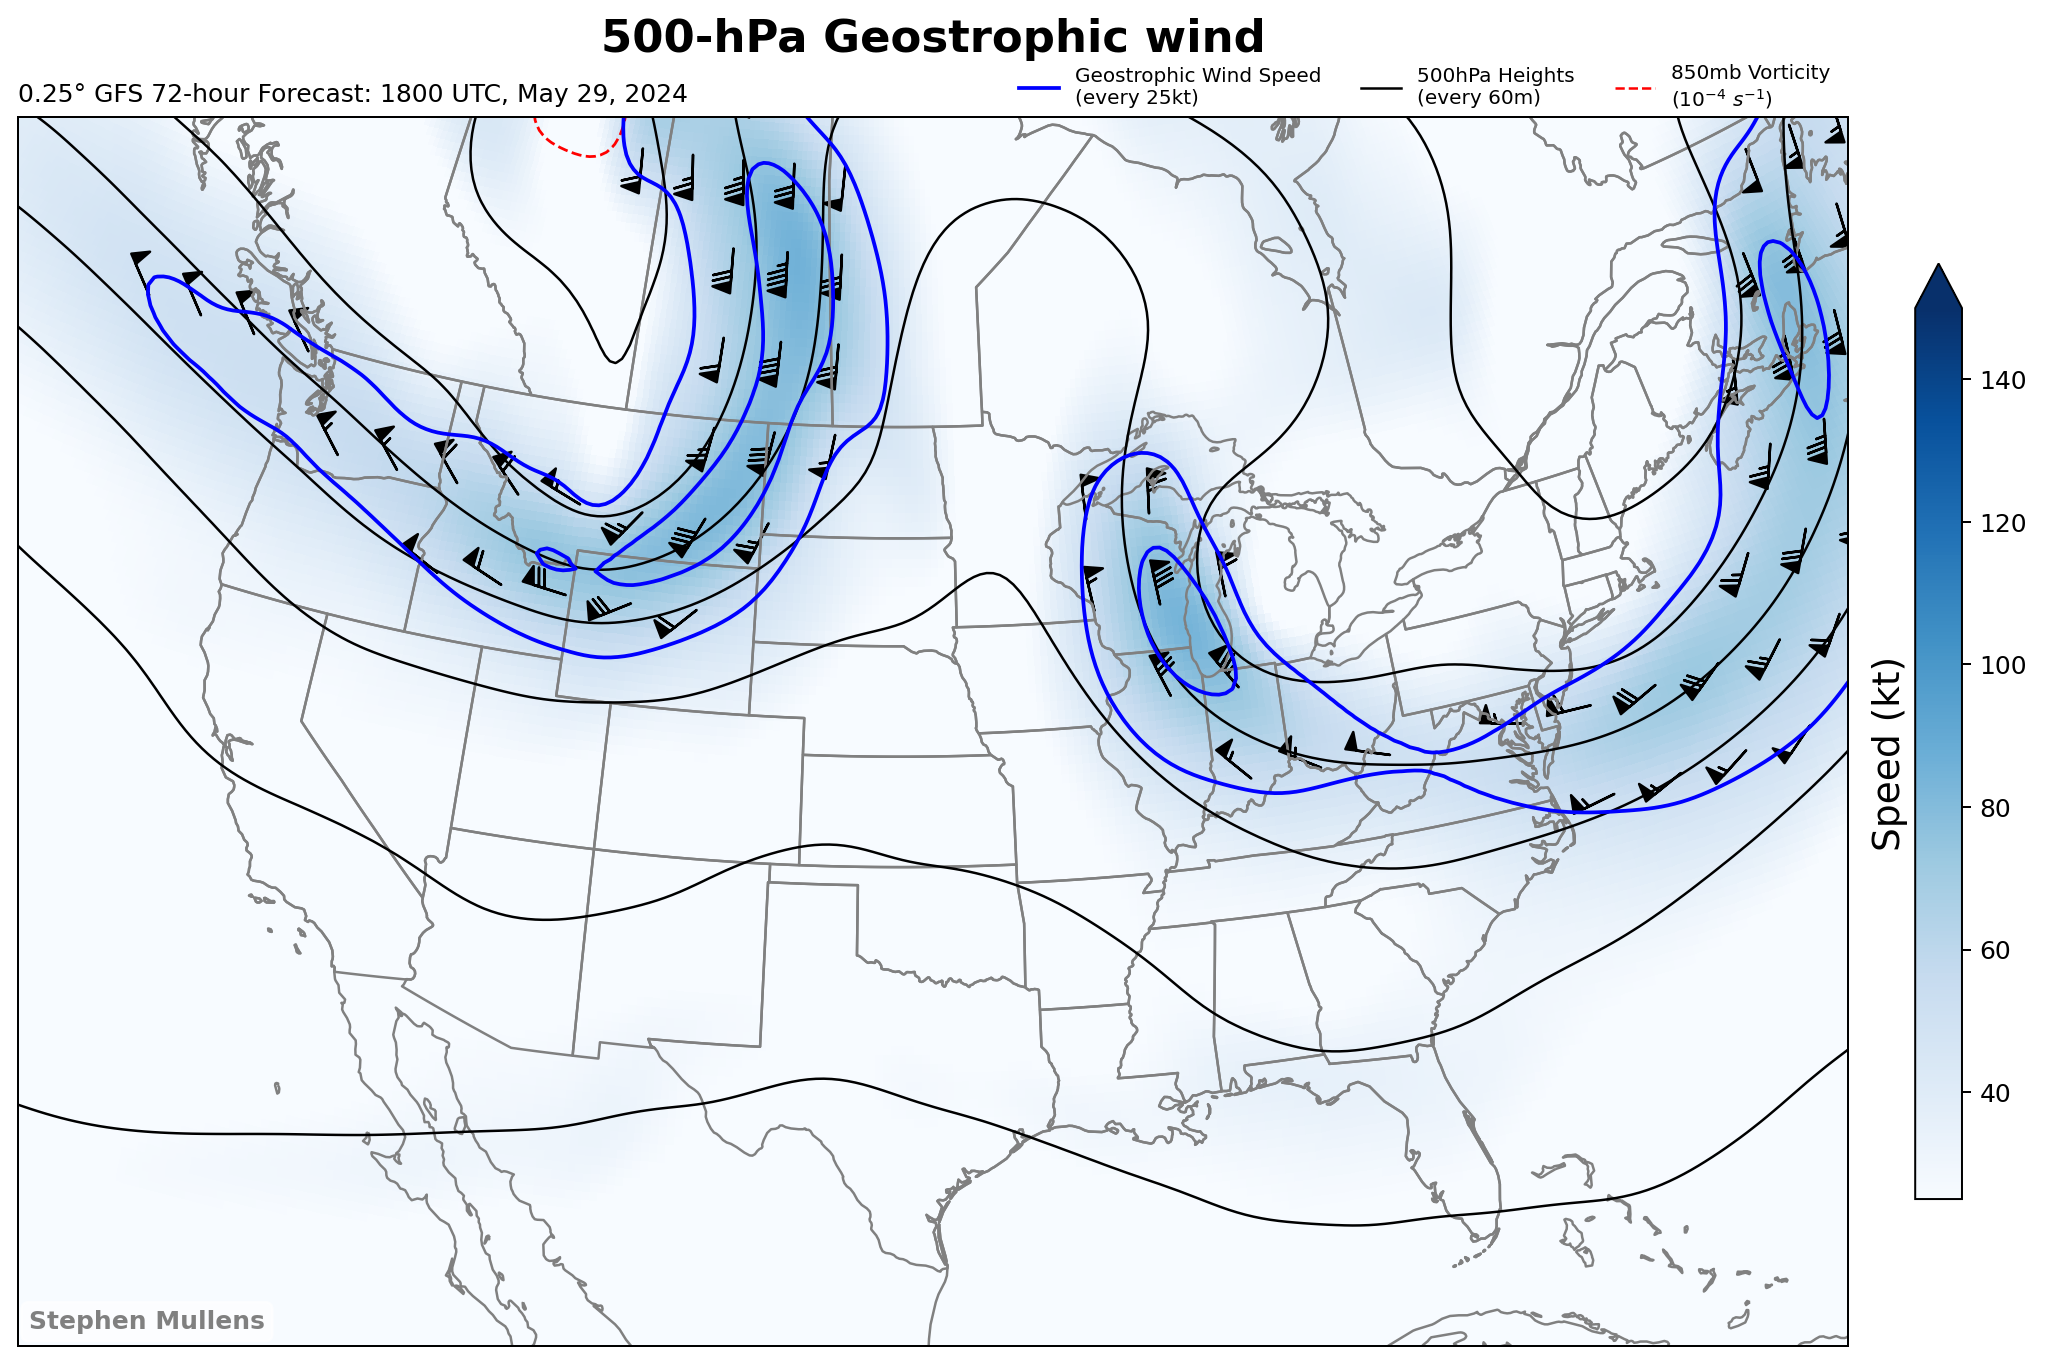 500-hPa Geostrophic wind
0.25° GFS 72-hour Forecast: 1800 UTC, May 29, 2024
Geostrophic Wind Speed
(every 25kt)
500hPa Heights
(every 60m)
850mb Vorticity
(10⁻⁴ s⁻¹)
140
120
100
80
60
40
Speed (kt)
Stephen Mullens